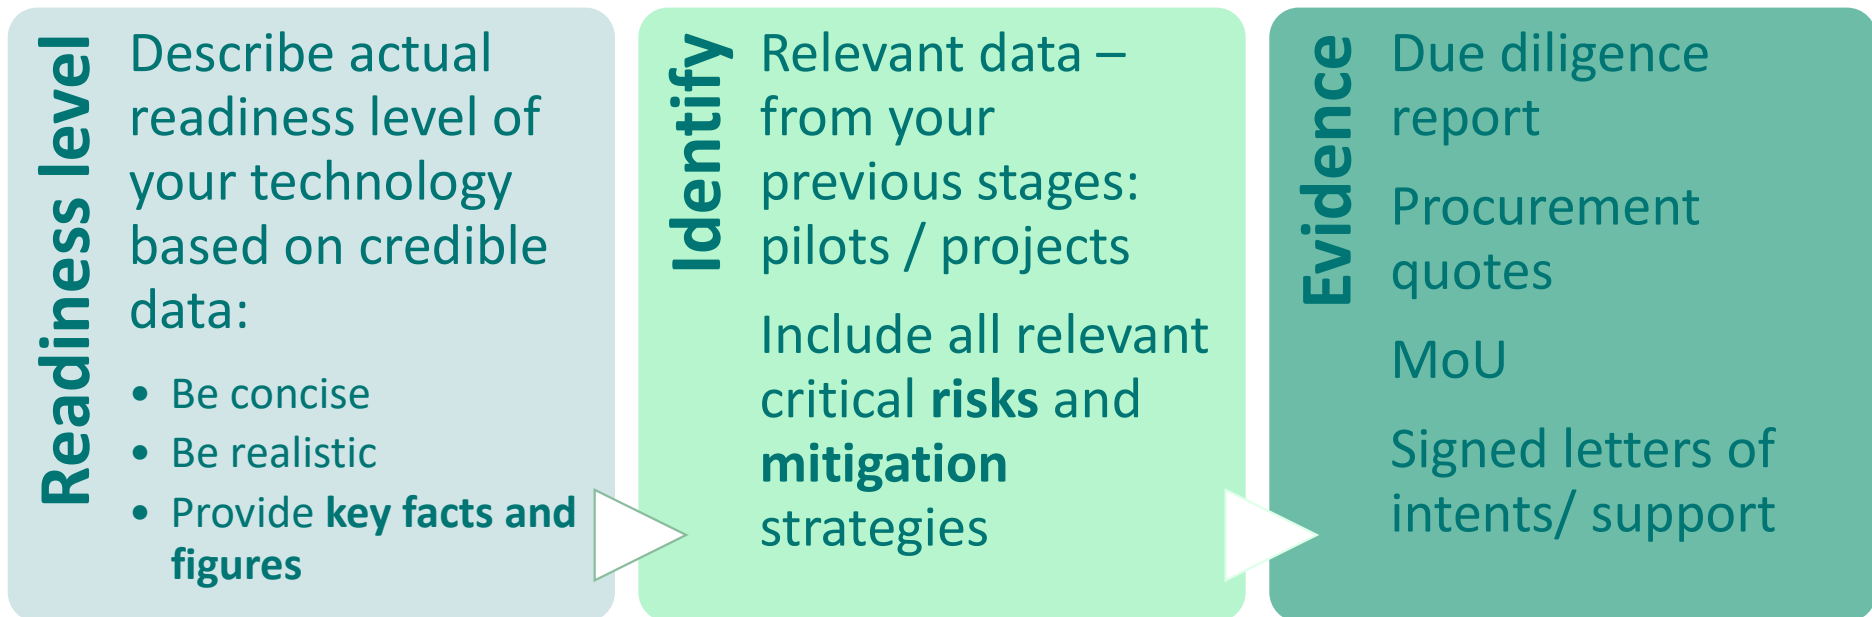 Readiness level
Describe actual
readiness level of
your technology
based on credible
data:
• Be concise
• Be realistic
• Provide key facts and
figures
Identify
Relevant data –
from your
previous stages:
pilots / projects
Include all relevant
critical risks and
mitigation
strategies
Evidence
Due diligence
report
Procurement
quotes
MoU
Signed letters of
intents/ support